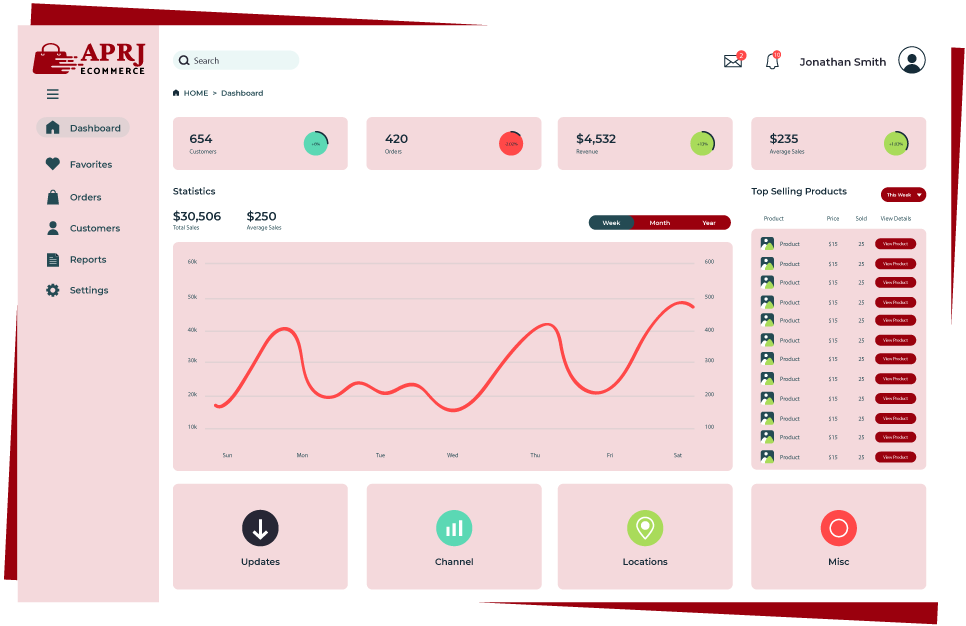 APRJ
ECOMMERCE
Search
2
10
Jonathan Smith
HOME > Dashboard
Dashboard
Favorites
Orders
Customers
Reports
Settings
654
Customers
420
Orders
$4,532
Revenue
$235
Average Sales
+1.02%
Statistics
$30,506
Total Sales
$250
Average Sales
Week Month Year
60k 600
50k 500
40k 400
30k 300
20k 200
10k 100
Sun Mon Tue Wed Thu Fri Sat
Top Selling Products
This Week
Product Price Sold View Details
Product $15 25 View Product
Product $15 25 View Product
Product $15 25 View Product
Product $15 25 View Product
Product $15 25 View Product
Product $15 25 View Product
Product $15 25 View Product
Product $15 25 View Product
Product $15 25 View Product
Product $15 25 View Product
Product $15 25 View Product
Product $15 25 View Product
Updates
Channel
Locations
Misc